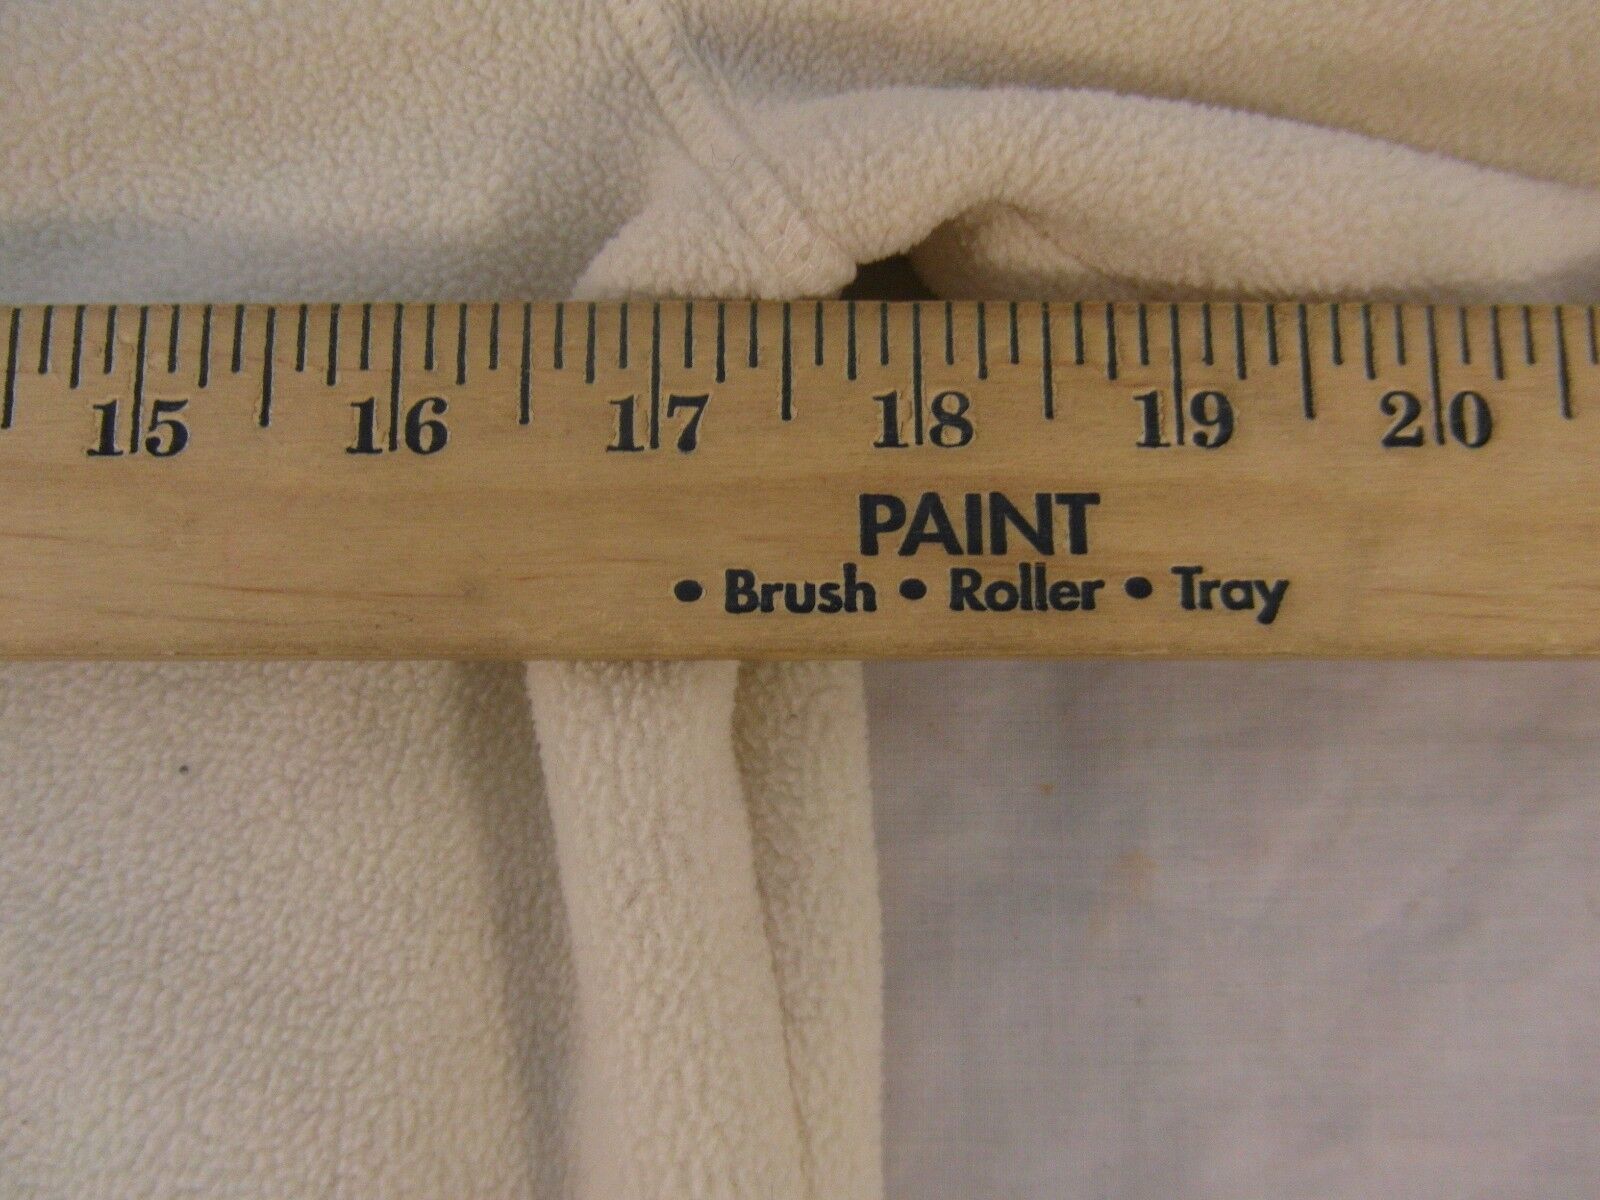 15 16 17 18 19 20
PAINT
• Brush • Roller • Tray